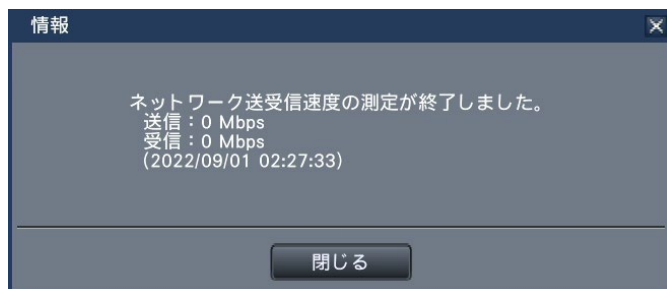 情報
ネットワーク送受信速度の測定が終了しました。
送信：0 Mbps
受信：0 Mbps
(2022/09/01 02:27:33)
閉じる